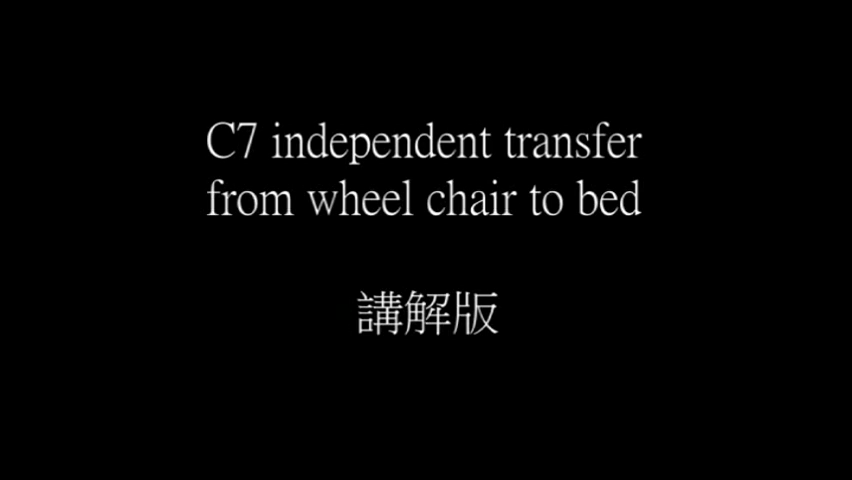 C7 independent transfer
from wheel chair to bed
講解版